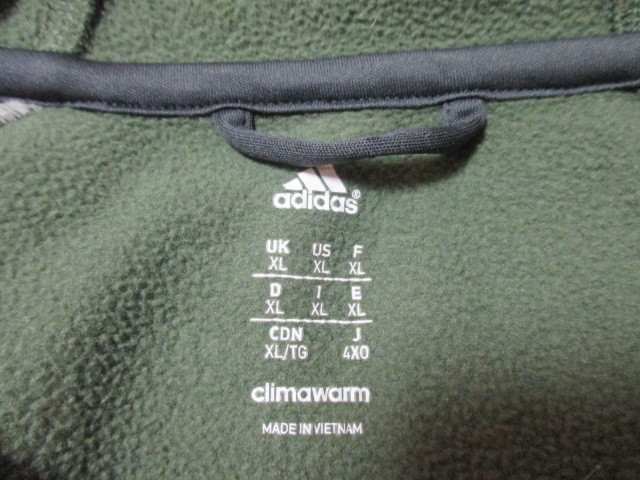 adidas®
UK US F
XL XL XL
D I E
XL XL XL
CDN J
XL/TG 4XO
climawarm
MADE IN VIETNAM